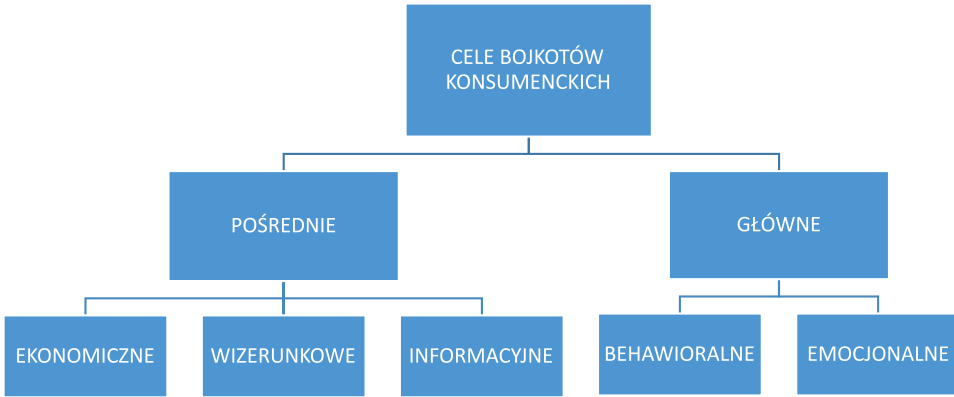 CELE BOJKOTÓW
KONSUMENCKICH
POŚREDNIE
GŁÓWNE
EKONOMICZNE
WIZERUNKOWE
INFORMACYJNE
BEHAWIORALNE
EMOCJONALNE